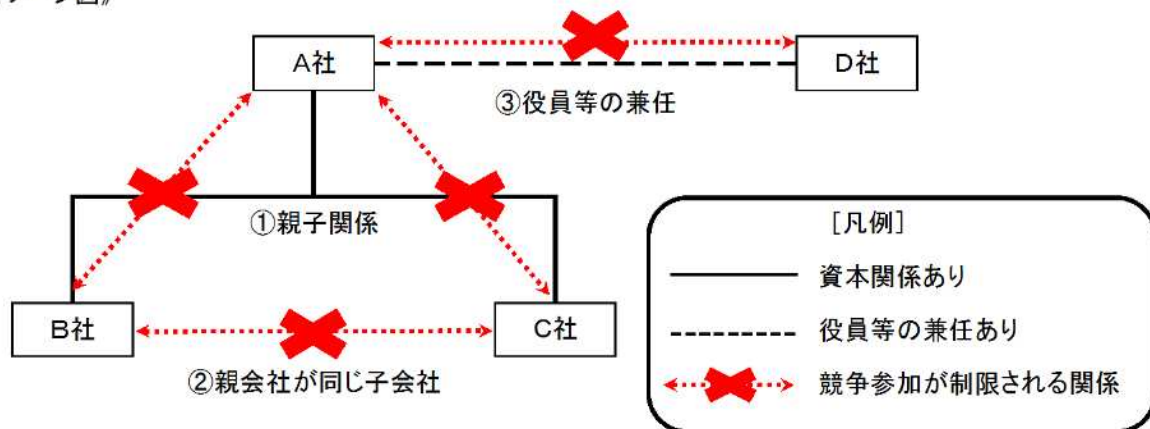 A社
D社
③役員等の兼任
①親子関係
B社
C社
②親会社が同じ子会社
［凡例］
資本関係あり
役員等の兼任あり
競争参加が制限される関係